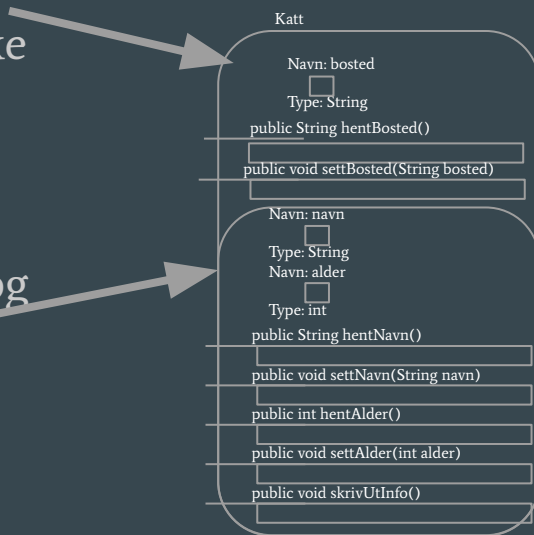 Katt
ke
Navn: bosted
Type: String
public String hentBosted()
public void settBosted(String bosted)
Navn: navn
Type: String
Navn: alder
og
Type: int
public String hentNavn()
public void settNavn(String navn)
public int hentAlder()
public void settAlder(int alder)
public void skrivUtInfo()